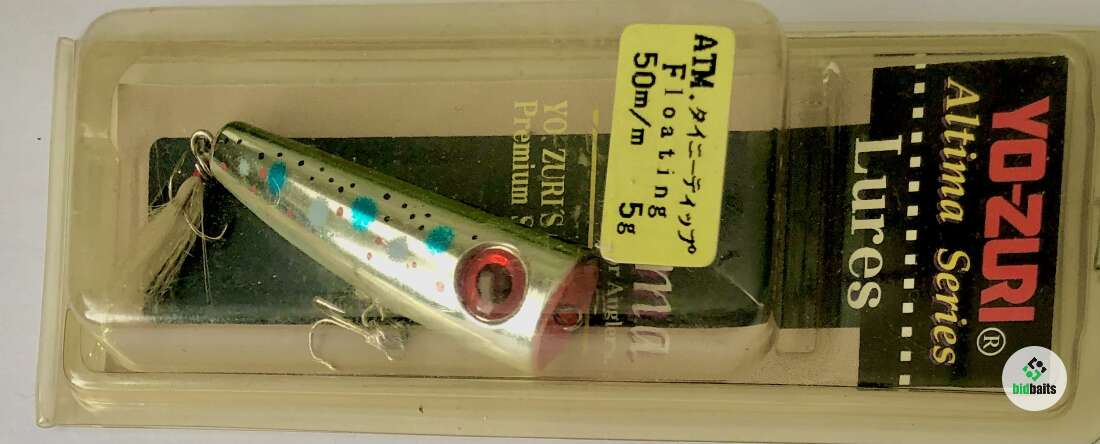 YO-ZURI®
Altima Series
Lures
ATM.タイニーティップ
Floating
50m/m 5g
YO-ZURI'S
Premium
bidbaits